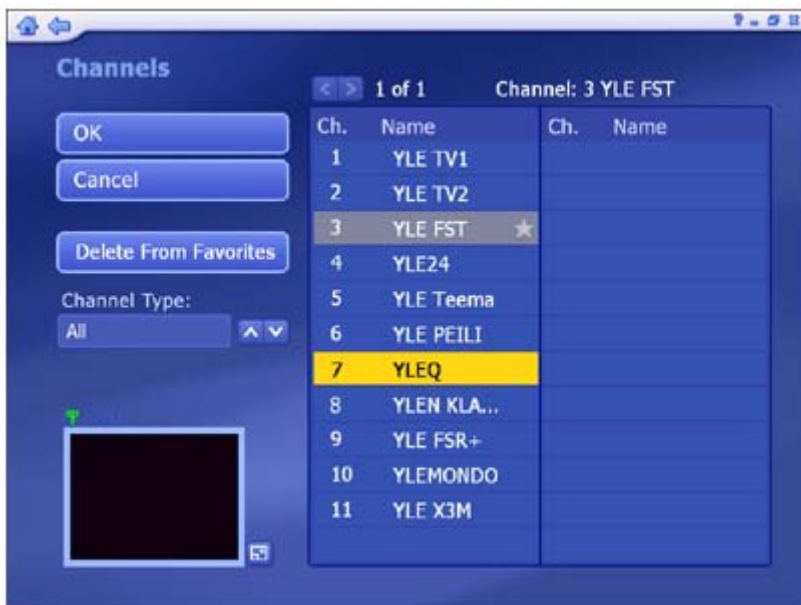 Channels
OK
Cancel
Delete From Favorites
Channel Type:
All
1 of 1 Channel: 3 YLE FST
Ch. Name Ch. Name
1 YLE TV1
2 YLE TV2
3 YLE FST
4 YLE24
5 YLE Teema
6 YLE PEILI
7 YLEQ
8 YLEN KLA...
9 YLE FSR+
10 YLEMONDO
11 YLE X3M